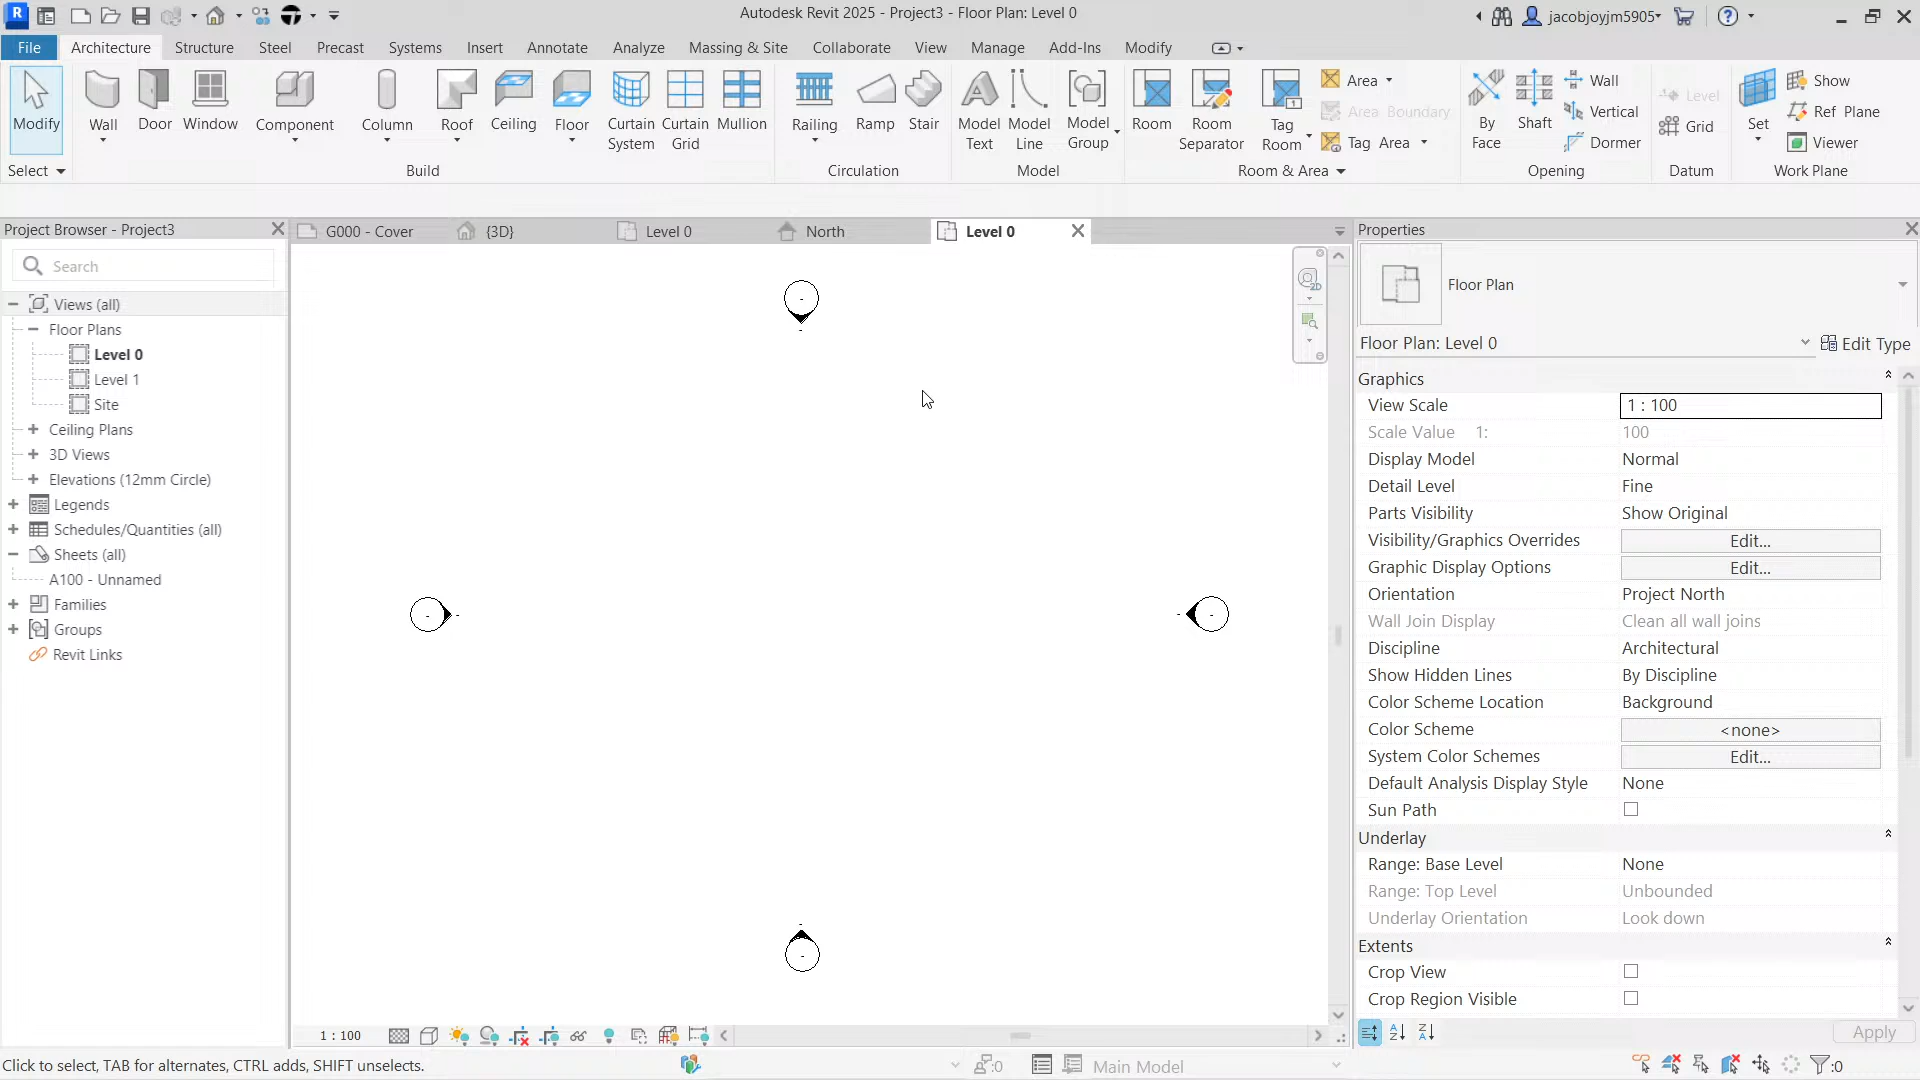 Autodesk Revit 2025 - Project3 - Floor Plan: Level 0
jacobjoyjm5905
File
Architecture
Structure
Steel
Precast
Systems
Insert
Annotate
Analyze
Massing & Site
Collaborate
View
Manage
Add-Ins
Modify
Modify
Wall
Door
Window
Component
Column
Roof
Ceiling
Floor
Curtain System
Curtain Grid
Mullion
Railing
Ramp
Stair
Model Text
Model Line
Model Group
Room
Room Separator
Tag Room
Area
Area Boundary
Tag Area
By Face
Shaft
Wall
Vertical
Dormer
Level
Grid
Set
Show
Ref Plane
Viewer
Select
Build
Circulation
Model
Room & Area
Opening
Datum
Work Plane
Project Browser - Project3
Search
Views (all)
Floor Plans
Level 0
Level 1
Site
Ceiling Plans
3D Views
Elevations (12mm Circle)
Legends
Schedules/Quantities (all)
Sheets (all)
A100 - Unnamed
Families
Groups
Revit Links
G000 - Cover
{3D}
Level 0
North
Level 0
2D
Properties
Floor Plan
Floor Plan: Level 0
Edit Type
Graphics
View Scale 1 : 100
Scale Value 1: 100
Display Model Normal
Detail Level Fine
Parts Visibility Show Original
Visibility/Graphics Overrides Edit...
Graphic Display Options Edit...
Orientation Project North
Wall Join Display Clean all wall joins
Discipline Architectural
Show Hidden Lines By Discipline
Color Scheme Location Background
Color Scheme <none>
System Color Schemes Edit...
Default Analysis Display Style None
Sun Path
Underlay
Range: Base Level None
Range: Top Level Unbounded
Underlay Orientation Look down
Extents
Crop View
Crop Region Visible
Apply
1 : 100
Click to select, TAB for alternates, CTRL adds, SHIFT unselects.
:0
Main Model
:0